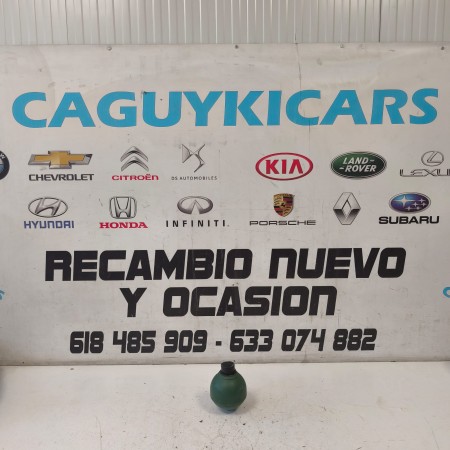 CAGUYKICARS
CHEVROLET CITROËN DS AUTOMOBILES KIA LAND ROVER LEXUS
HYUNDAI HONDA INFINITI PORSCHE RENAULT SUBARU
RECAMBIO NUEVO
Y OCASION
618 485 909 - 633 074 882